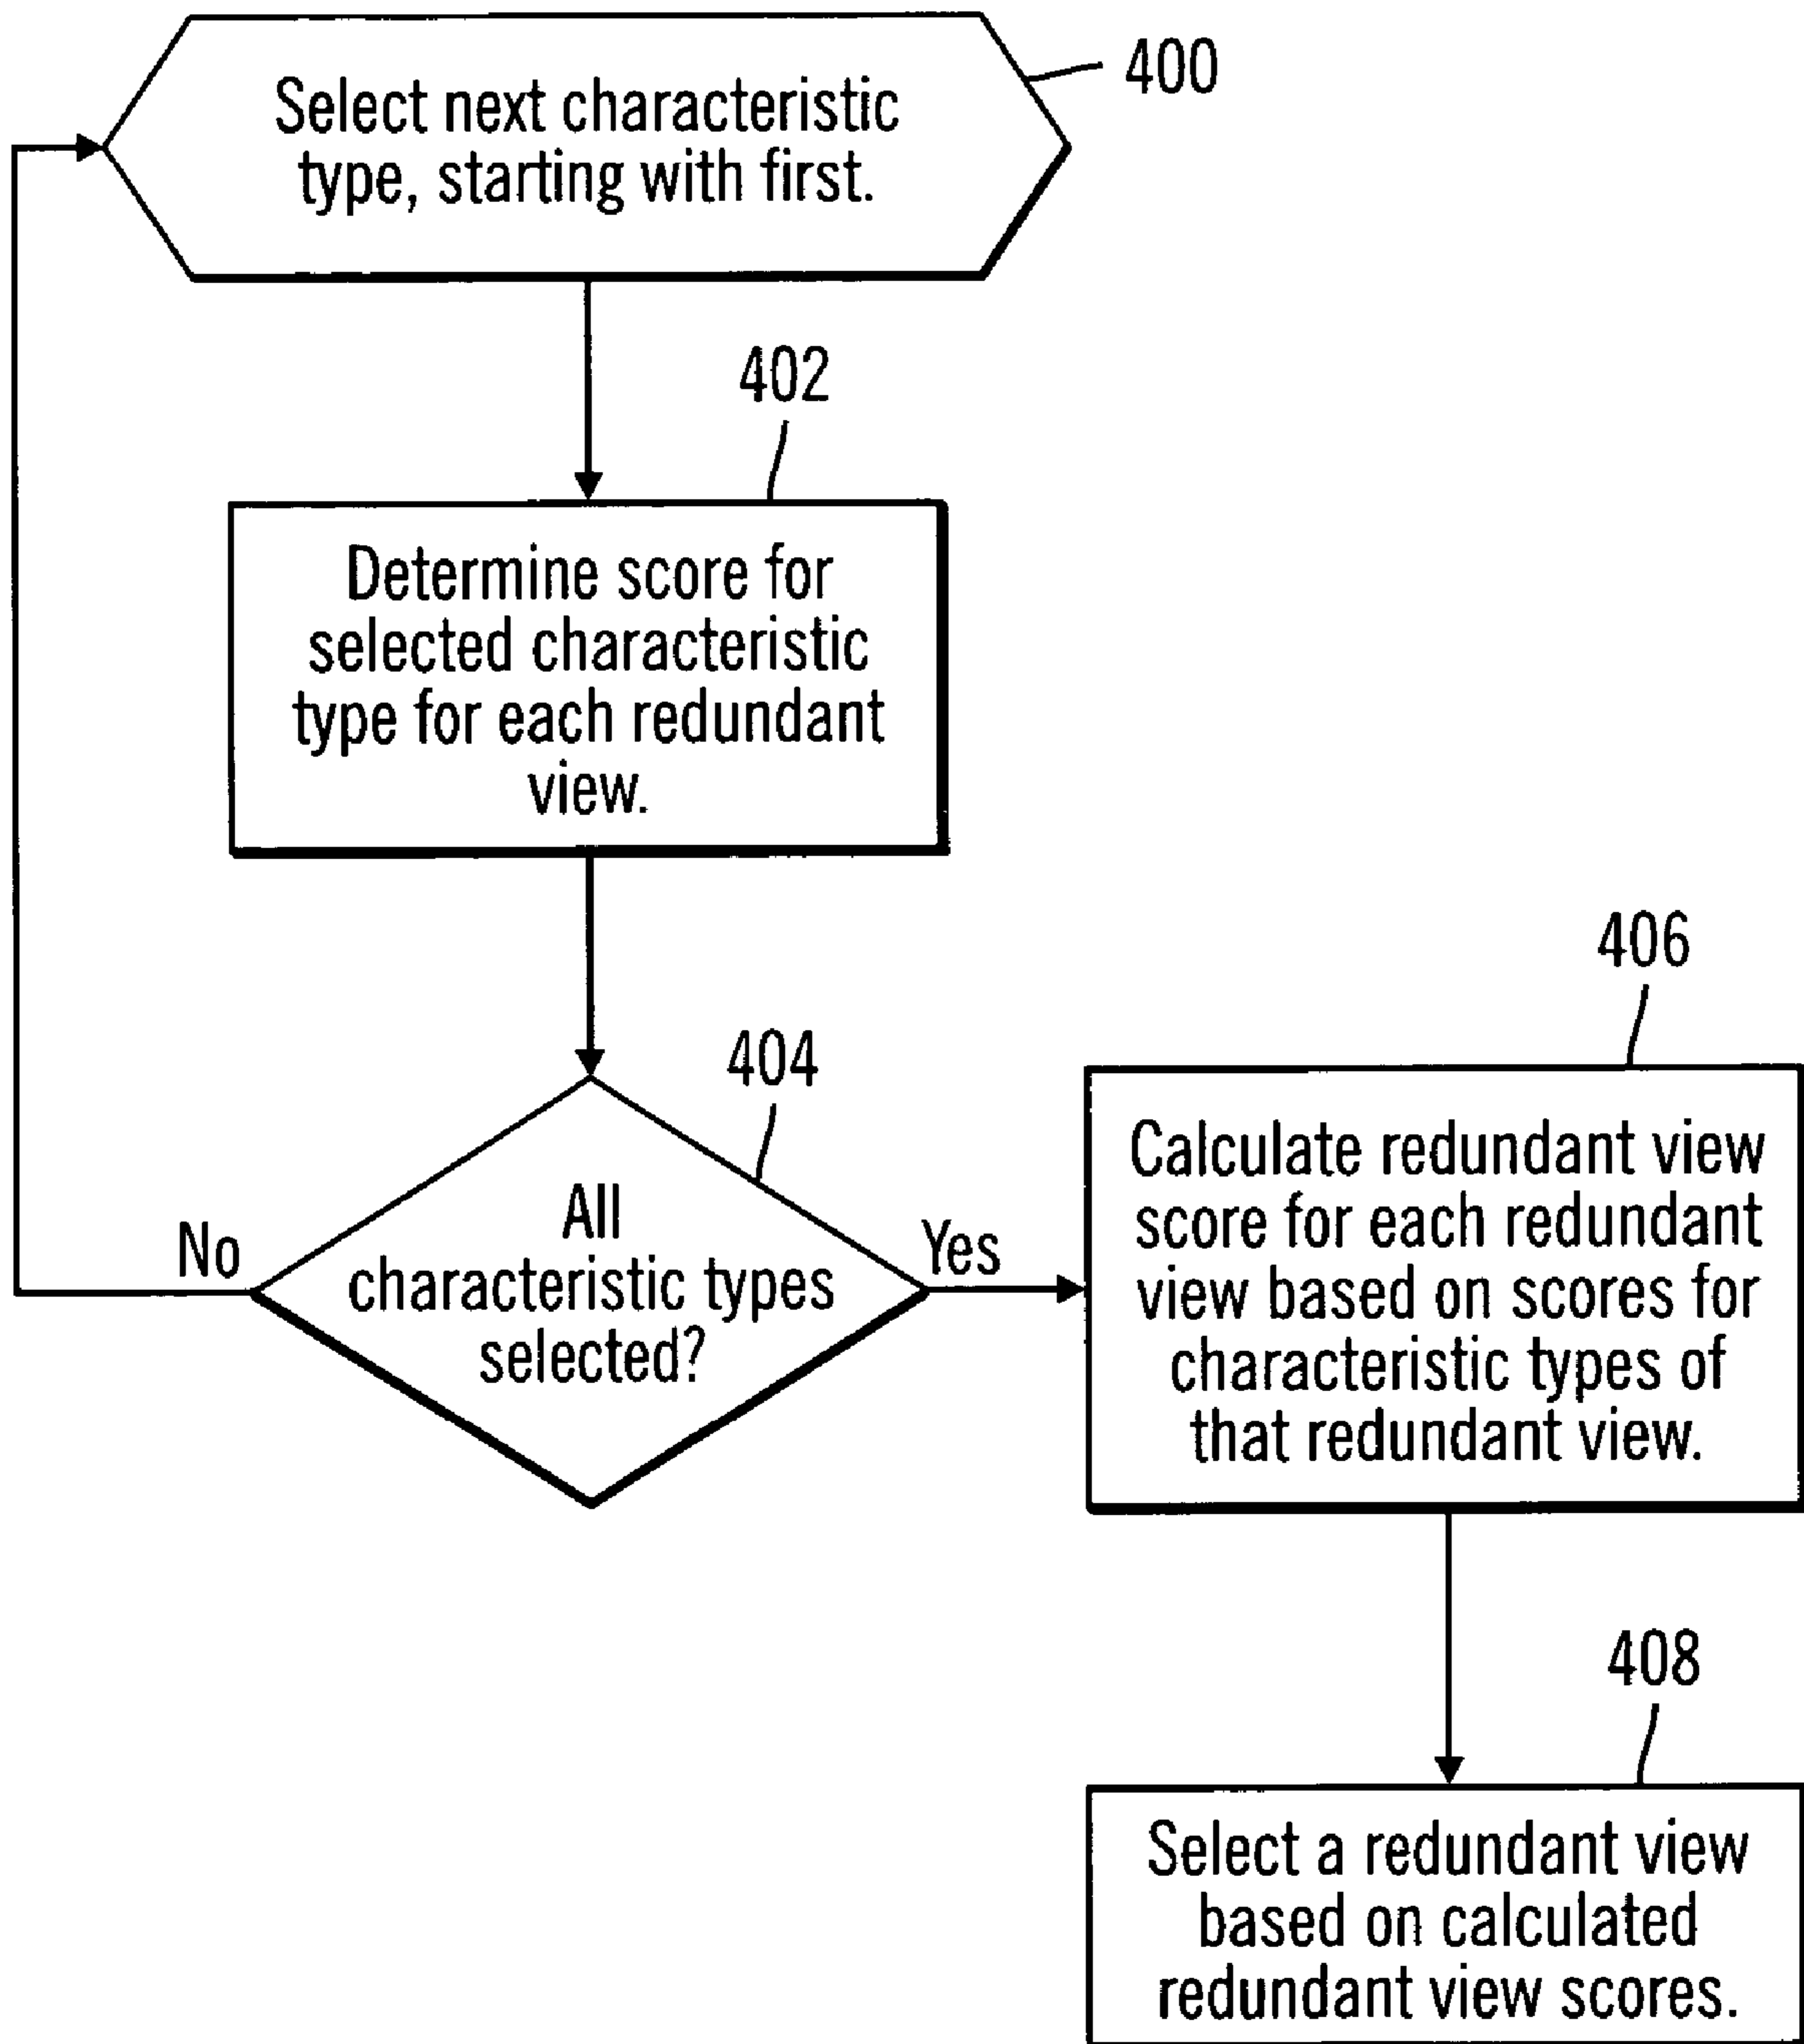 400
Select next characteristic
type, starting with first.
402
Determine score for
selected characteristic
type for each redundant
view.
404
All
characteristic types
selected?
No
Yes
406
Calculate redundant view
score for each redundant
view based on scores for
characteristic types of
that redundant view.
408
Select a redundant view
based on calculated
redundant view scores.